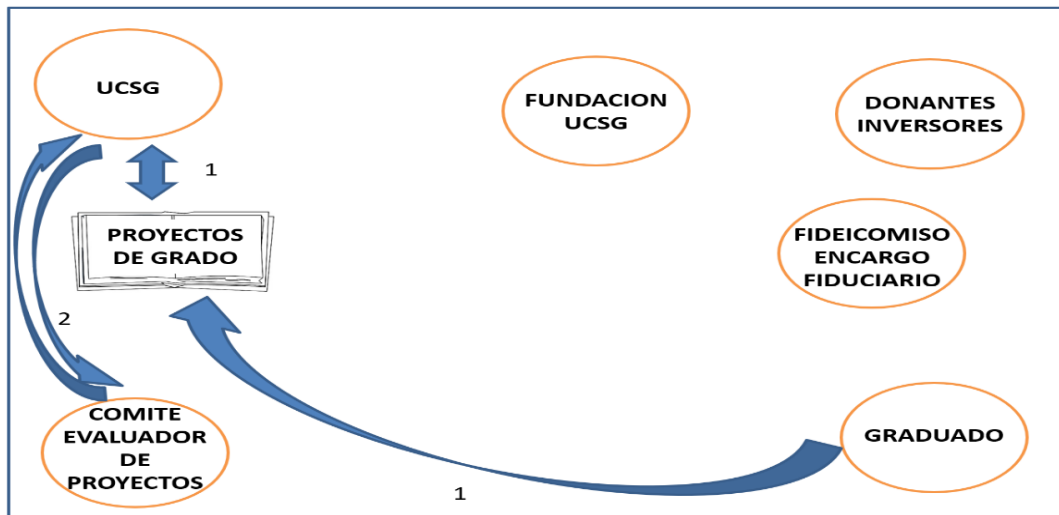 UCSG
FUNDACION
UCSG
DONANTES
INVERSORES
1
PROYECTOS
DE GRADO
FIDEICOMISO
ENCARGO
FIDUCIARIO
2
COMITE
EVALUADOR
DE
PROYECTOS
GRADUADO
1